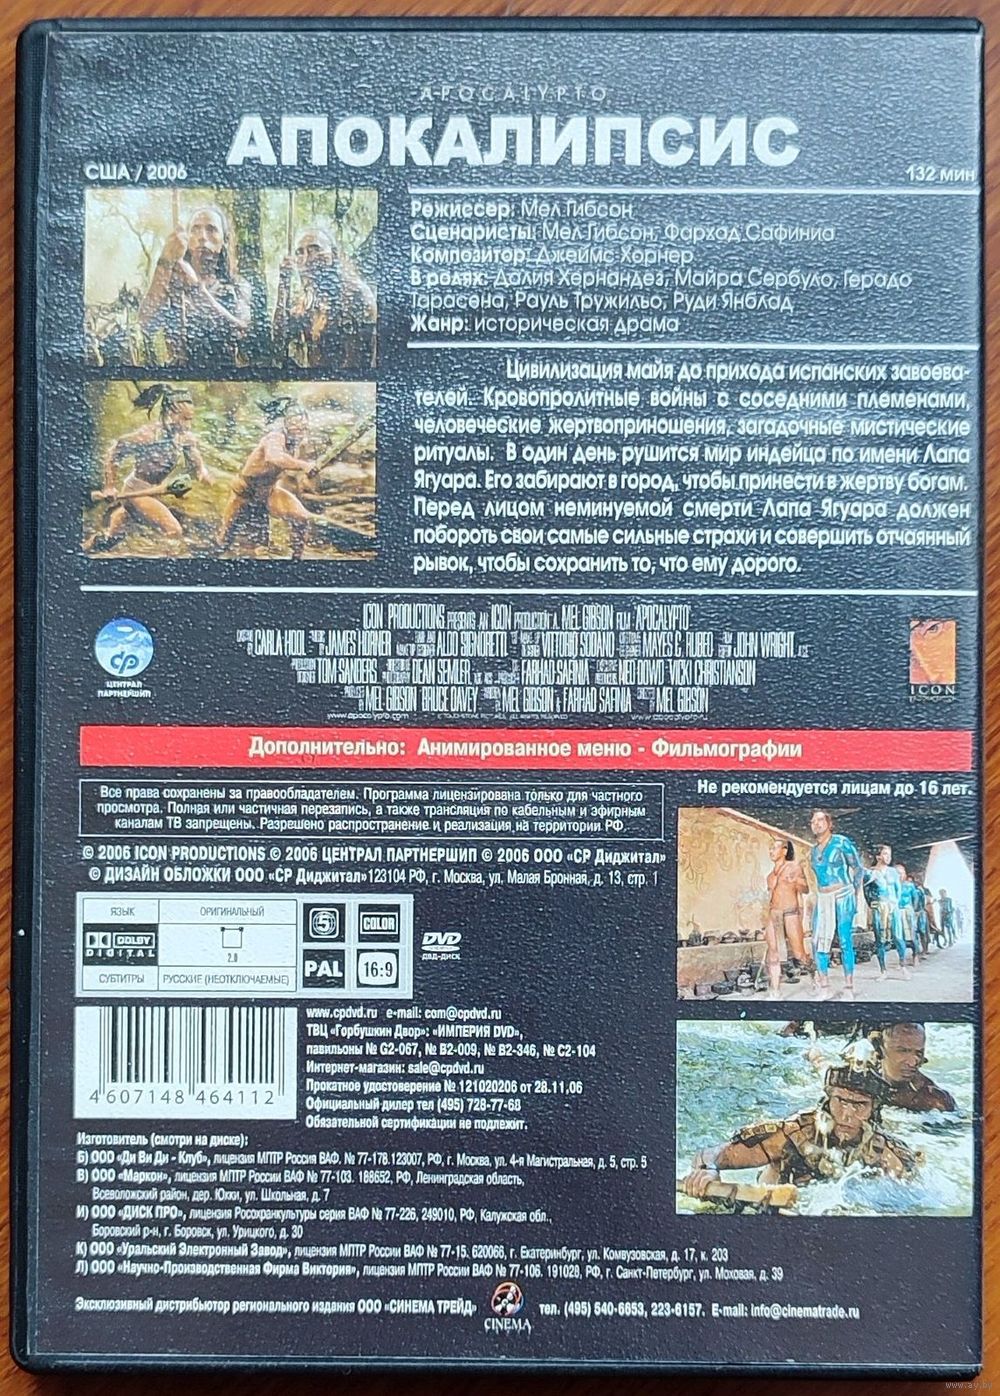 APOCALYPTO
АПОКАЛИПСИС
США / 2006
132 мин
Режиссер: Мел Гибсон
Сценаристы: Мел Гибсон, Фархад Сафиниа
Композитор: Джеймс Хорнер
В ролях: Далия Хернандез, Майра Сербуло, Герадо
Тарасена, Рауль Тружильо, Руди Янблад
Жанр: историческая драма
Цивилизация майя до прихода испанских завоева-
телей. Кровопролитные войны с соседними племенами,
человеческие жертвоприношения, загадочные мистические
ритуалы. В один день рушится мир индейца по имени Лапа
Ягуара. Его забирают в город, чтобы принести в жертву богам.
Перед лицом неминуемой смерти Лапа Ягуара должен
побороть свои самые сильные страхи и совершить отчаянный
рывок, чтобы сохранить то, что ему дорого.
ICON PRODUCTIONS PRESENTS AN ICON PRODUCTION A MEL GIBSON FILM "APOCALYPTO"
CARLA HOOL JAMES HORNER ALDO SIGNORETTI VITTORIO SODANO MAYES C. RUBEO JOHN WRIGHT, A.C.E.
TOM SANDERS DEAN SEMLER FARHAD SAFINIA NED DOWD VICKI CHRISTIANSON
MEL GIBSON BRUCE DAVEY MEL GIBSON & FARHAD SAFINIA MEL GIBSON
www.apocalypto.com © TOUCHSTONE PICTURES. ALL RIGHTS RESERVED www.apocalypto.ru
СР
ЦЕНТРАЛ
ПАРТНЕРШИП
ICON
Дополнительно: Анимированное меню - Фильмографии
Все права сохранены за правообладателем. Программа лицензирована только для частного
просмотра. Полная или частичная перезапись, а также трансляция по кабельным и эфирным
каналам ТВ запрещены. Разрешено распространение и реализация на территории РФ.
Не рекомендуется лицам до 16 лет.
© 2006 ICON PRODUCTIONS © 2006 ЦЕНТРАЛ ПАРТНЕРШИП © 2006 ООО «СР Диджитал»
© ДИЗАЙН ОБЛОЖКИ ООО «СР Диджитал» 123104 РФ, г. Москва, ул. Малая Бронная, д. 13, стр. 1
ЯЗЫК ОРИГИНАЛЬНЫЙ
DOLBY
DIGITAL
2.0
СУБТИТРЫ РУССКИЕ (НЕОТКЛЮЧАЕМЫЕ)
5 COLOR
PAL 16:9
DVD
ДВД-ДИСК
4 607148 464112
www.cpdvd.ru e-mail: com@cpdvd.ru
ТВЦ «Горбушкин Двор»: «ИМПЕРИЯ DVD»,
павильоны № G2-067, № B2-009, № B2-346, № C2-104
Интернет-магазин: sale@cpdvd.ru
Прокатное удостоверение № 121020206 от 28.11.06
Официальный дилер тел (495) 728-77-68
Обязательной сертификации не подлежит.
Изготовитель (смотри на диске):
Б) ООО «Ди Ви Ди - Клуб», лицензия МПТР Россия ВАФ. № 77-178.123007, РФ, г. Москва, ул. 4-я Магистральная, д. 5, стр. 5
В) ООО «Маркон», лицензия МПТР России ВАФ № 77-103. 188652, РФ, Ленинградская область,
Всеволожский район, дер. Юкки, ул. Школьная, д. 7
И) ООО «ДИСК ПРО», лицензия Росохранкультуры серия ВАФ № 77-226, 249010, РФ, Калужская обл.,
Боровский р-н, г. Боровск, ул. Урицкого, д. 30
К) ООО «Уральский Электронный Завод», лицензия МПТР России ВАФ № 77-15. 620066, г. Екатеринбург, ул. Комвузовская, д. 17, к. 203
Л) ООО «Научно-Производственная Фирма Виктория», лицензия МПТР России ВАФ № 77-106. 191028, РФ, г. Санкт-Петербург, ул. Моховая, д. 39
Эксклюзивный дистрибьютор регионального издания ООО «СИНЕМА ТРЕЙД»
CINEMA
тел. (495) 540-6653, 223-6157. E-mail: info@cinematrade.ru
www.ay.by